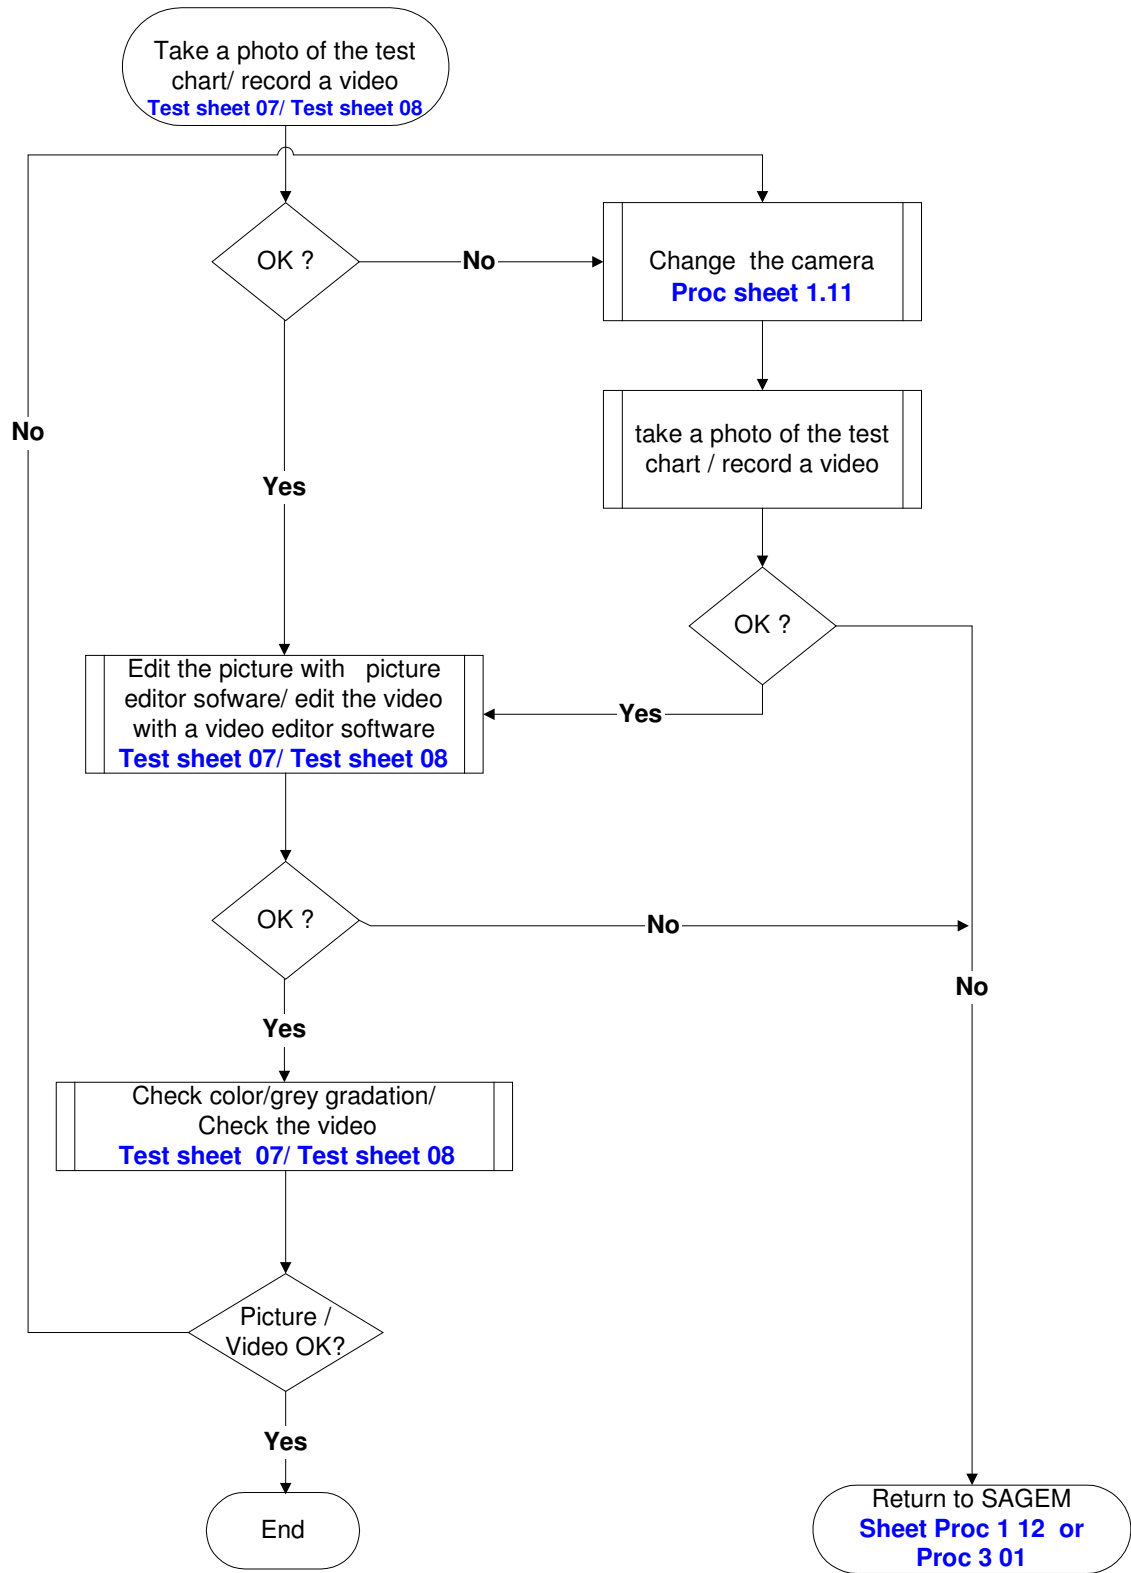 Take a photo of the test
chart/ record a video
Test sheet 07/ Test sheet 08
OK ?
No
Change the camera
Proc sheet 1.11
take a photo of the test
chart / record a video
No
Yes
OK ?
Edit the picture with picture
editor sofware/ edit the video
with a video editor software
Test sheet 07/ Test sheet 08
Yes
OK ?
No
No
Yes
Check color/grey gradation/
Check the video
Test sheet 07/ Test sheet 08
Picture /
Video OK?
Yes
End
Return to SAGEM
Sheet Proc 1 12 or
Proc 3 01